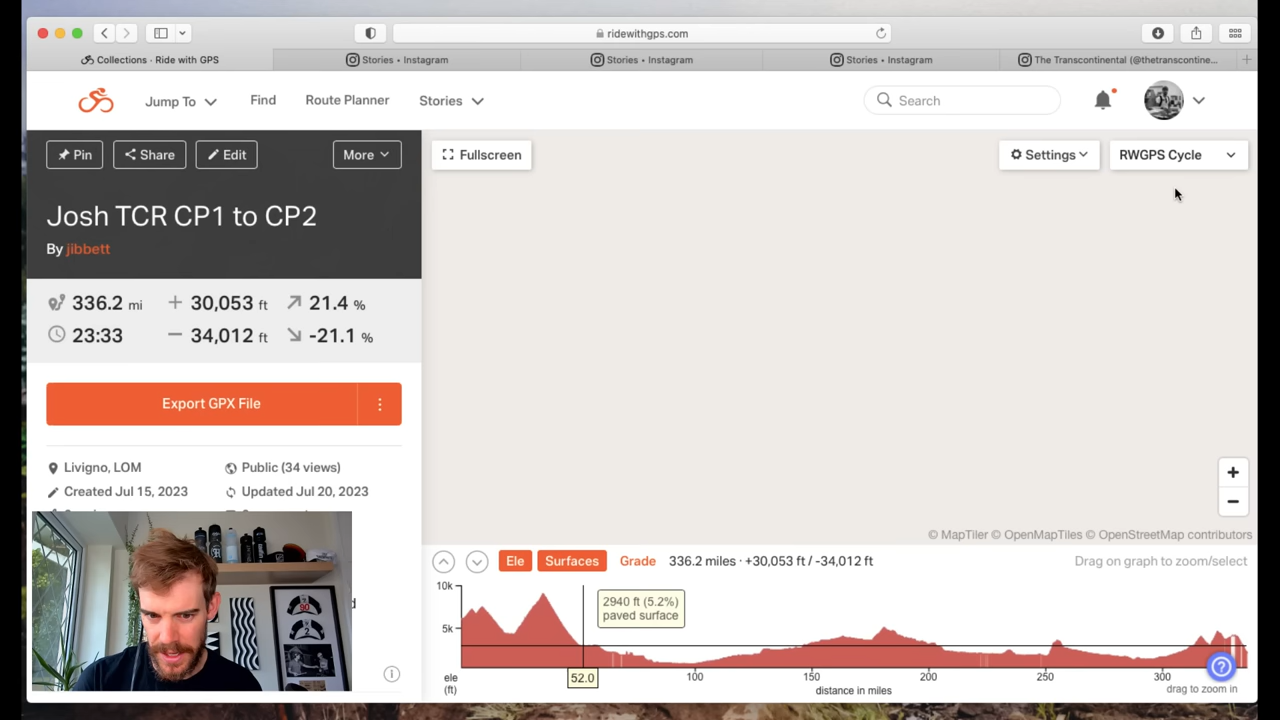 ridewithgps.com
Collections · Ride with GPS
Stories • Instagram
Stories • Instagram
Stories • Instagram
The Transcontinental (@thetranscontine...
Jump To
Find
Route Planner
Stories
Search
Pin
Share
Edit
More
Fullscreen
Settings
RWGPS Cycle
Josh TCR CP1 to CP2
By jibbett
336.2 mi
+ 30,053 ft
21.4 %
23:33
− 34,012 ft
-21.1 %
Export GPX File
Livigno, LOM
Public (34 views)
Created Jul 15, 2023
Updated Jul 20, 2023
© MapTiler © OpenMapTiles © OpenStreetMap contributors
Ele
Surfaces
Grade
336.2 miles · +30,053 ft / -34,012 ft
Drag on graph to zoom/select
10k
5k
2940 ft (5.2%)
paved surface
ele
(ft)
52.0
100
150
200
250
300
distance in miles
drag to zoom in